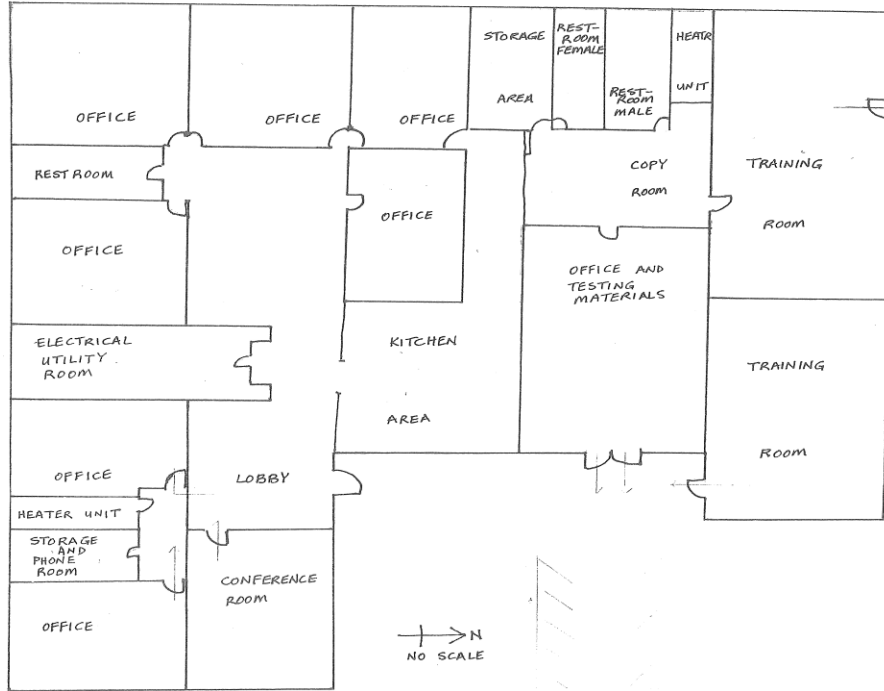 STORAGE
AREA
REST-
ROOM
FEMALE
REST-
ROOM
MALE
HEATR
UNIT
OFFICE
OFFICE
OFFICE
REST ROOM
COPY
ROOM
TRAINING
ROOM
OFFICE
OFFICE
OFFICE AND
TESTING
MATERIALS
ELECTRICAL
UTILITY
ROOM
KITCHEN
AREA
TRAINING
ROOM
OFFICE
LOBBY
HEATER UNIT
STORAGE
AND
PHONE
ROOM
CONFERENCE
ROOM
OFFICE
N
NO SCALE